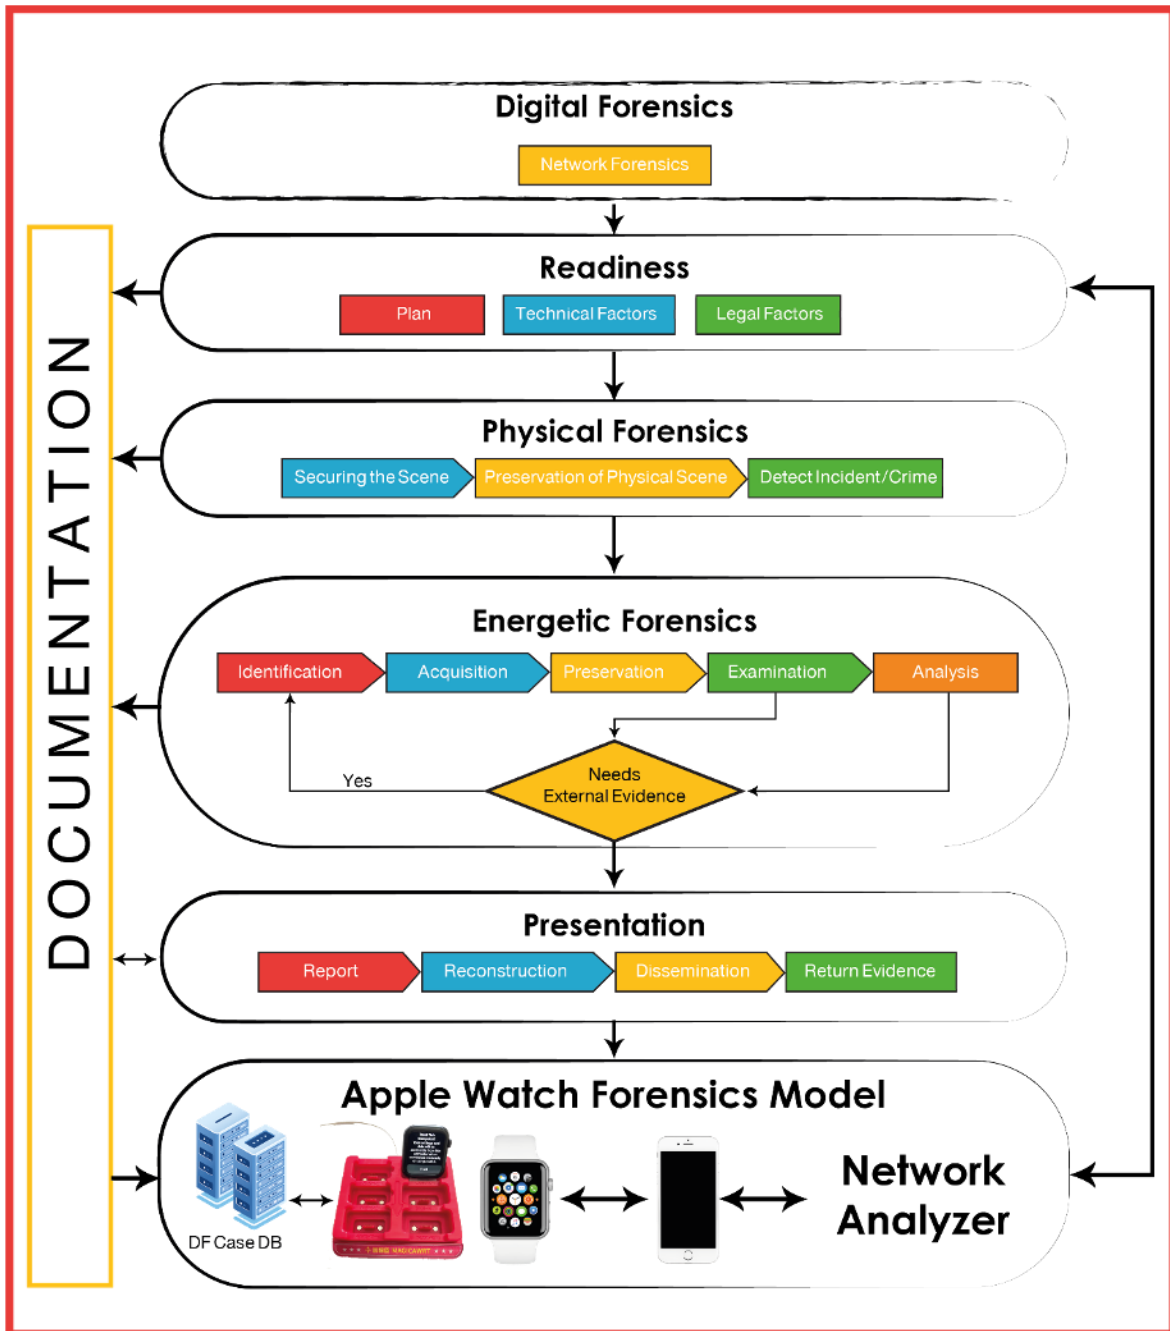 Digital Forensics
Network Forensics
Readiness
Plan
Technical Factors
Legal Factors
Physical Forensics
Securing the Scene
Preservation of Physical Scene
Detect Incident/Crime
Energetic Forensics
Identification
Acquisition
Preservation
Examination
Analysis
Needs
External Evidence
Yes
Presentation
Report
Reconstruction
Dissemination
Return Evidence
Apple Watch Forensics Model
DF Case DB
Network
Analyzer
DOCUMENTATION